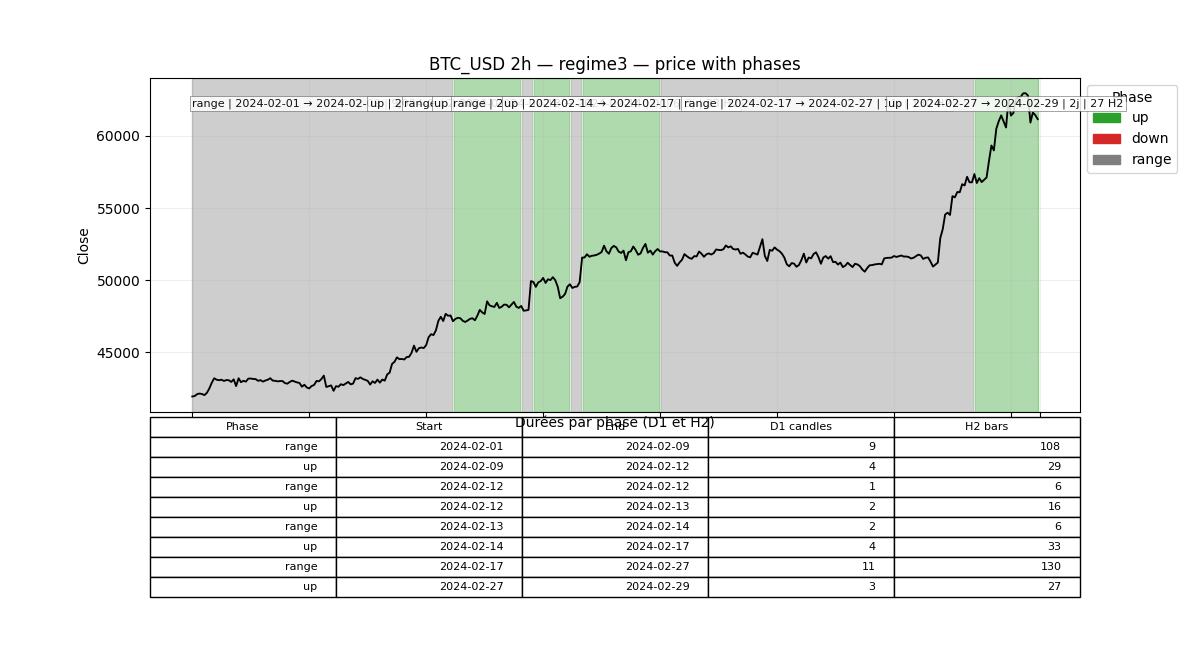 BTC_USD 2h — regime3 — price with phases
range | 2024-02-01 → 2024-02- up | 2 range up range | 2 up | 2024-02-14 → 2024-02-17 | range | 2024-02-17 → 2024-02-27 | up | 2024-02-27 → 2024-02-29 | 2j | 27 H2
Phase
up
down
range
60000
55000
50000
45000
Close
Durées par phase (D1 et H2)
Phase Start End D1 candles H2 bars
range 2024-02-01 2024-02-09 9 108
up 2024-02-09 2024-02-12 4 29
range 2024-02-12 2024-02-12 1 6
up 2024-02-12 2024-02-13 2 16
range 2024-02-13 2024-02-14 2 6
up 2024-02-14 2024-02-17 4 33
range 2024-02-17 2024-02-27 11 130
up 2024-02-27 2024-02-29 3 27